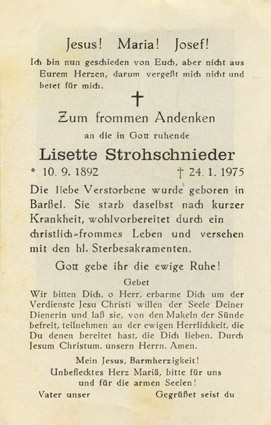 Jesus! Maria! Josef!
Ich bin nun geschieden von Euch, aber nicht aus
Eurem Herzen, darum vergeßt mich nicht und
betet für mich.
Zum frommen Andenken
an die in Gott ruhende
Lisette Strohschnieder
* 10. 9. 1892 † 24. 1. 1975
Die liebe Verstorbene wurde geboren in
Barßel. Sie starb daselbst nach kurzer
Krankheit, wohlvorbereitet durch ein
christlich=frommes Leben und versehen
mit den hl. Sterbesakramenten.
Gott gebe ihr die ewige Ruhe!
Gebet
Wir bitten Dich, o Herr, erbarme Dich um der
Verdienste Jesu Christi willen der Seele Deiner
Dienerin und laß sie, von den Makeln der Sünde
befreit, teilnehmen an der ewigen Herrlichkeit, die
Du denen bereitet hast, die Dich lieben. Durch
Jesum Christum, unsern Herrn. Amen.
Mein Jesus, Barmherzigkeit!
Unbeflecktes Herz Mariä, bitte für uns
und für die armen Seelen!
Vater unser Gegrüßet seist du